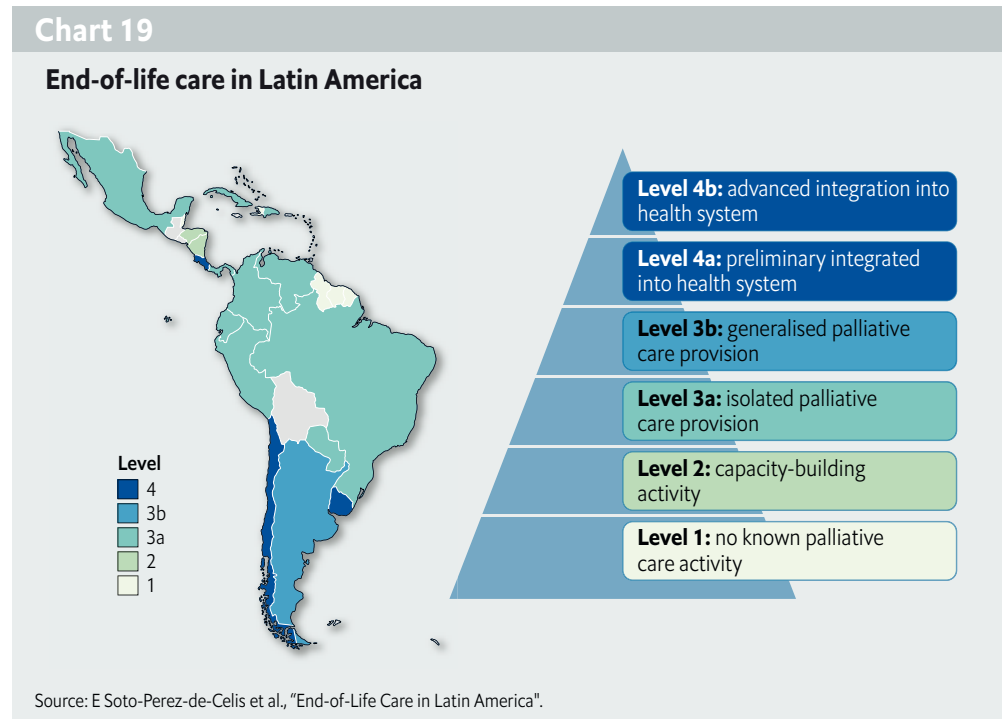 Chart 19
End-of-life care in Latin America
Level 4b: advanced integration into
health system
Level 4a: preliminary integrated
into health system
Level 3b: generalised palliative
care provision
Level 3a: isolated palliative
care provision
Level 2: capacity-building
activity
Level 1: no known palliative
care activity
Level
4
3b
3a
2
1
Source: E Soto-Perez-de-Celis et al., “End-of-Life Care in Latin America".